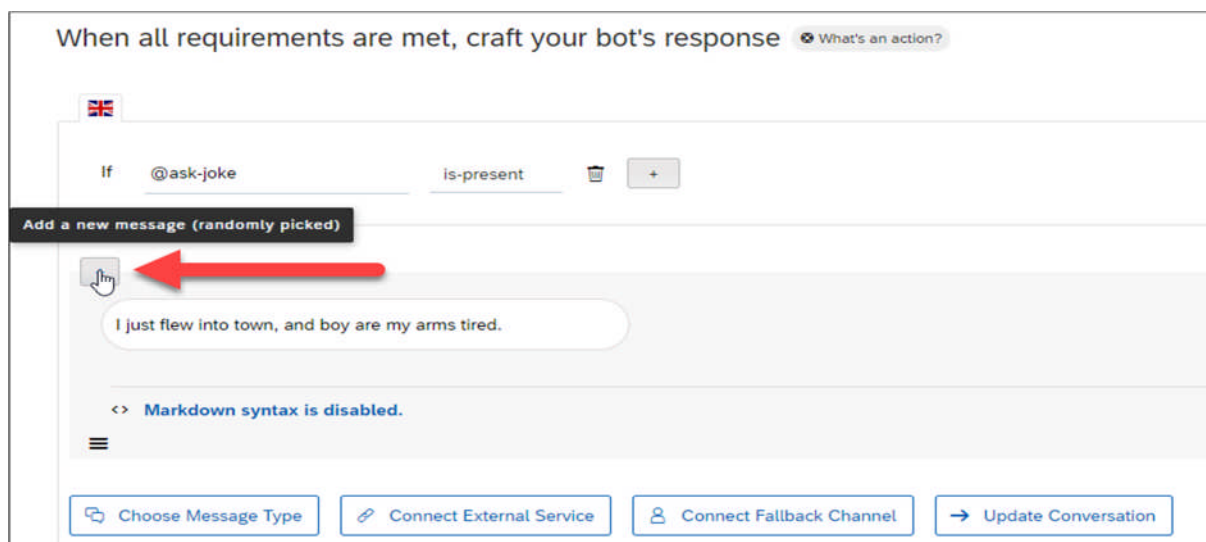 When all requirements are met, craft your bot's response What's an action?
If @ask-joke is-present +
Add a new message (randomly picked)
I just flew into town, and boy are my arms tired.
<> Markdown syntax is disabled.
Choose Message Type Connect External Service Connect Fallback Channel Update Conversation